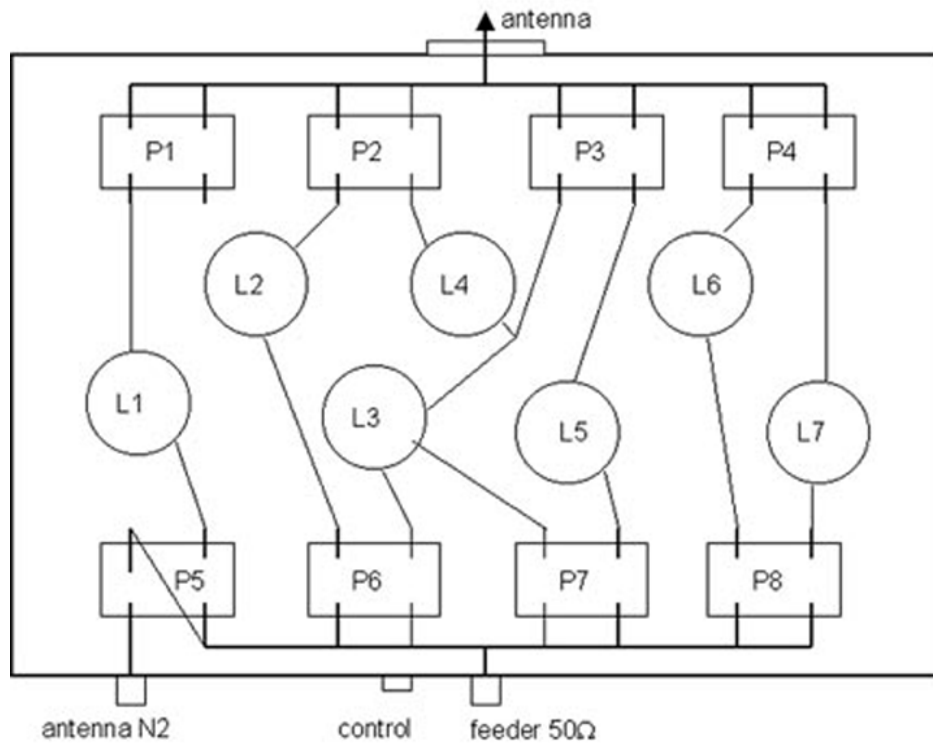 antenna
P1 P2 P3 P4
L2 L4 L6
L1 L3 L5 L7
P5 P6 P7 P8
antenna N2 control feeder 50Ω